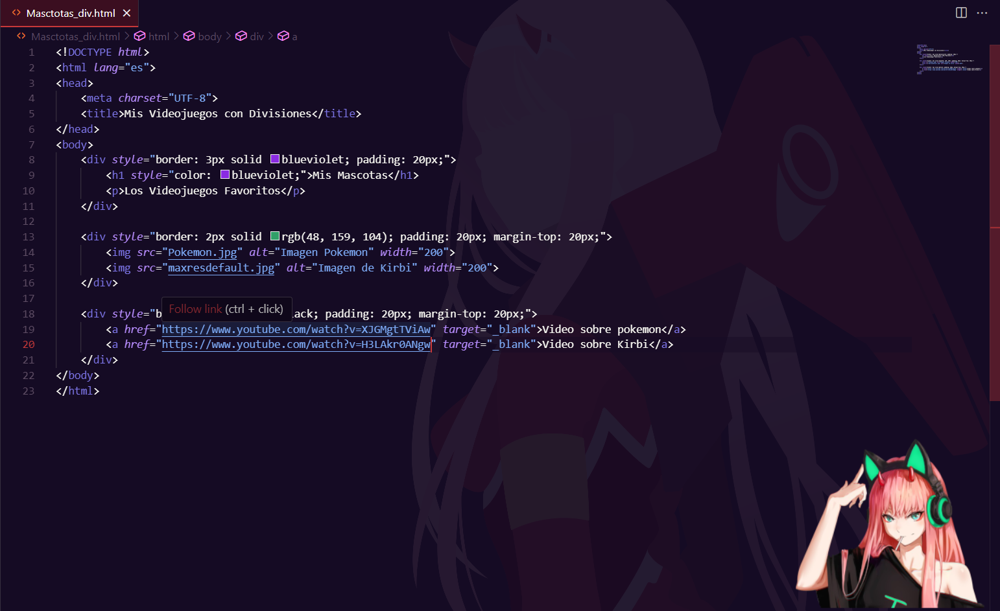 Masctotas_div.html
Masctotas_div.html > html > body > div > a
1 <!DOCTYPE html>
2 <html lang="es">
3 <head>
4 <meta charset="UTF-8">
5 <title>Mis Videojuegos con Divisiones</title>
6 </head>
7 <body>
8 <div style="border: 3px solid blueviolet; padding: 20px;">
9 <h1 style="color: blueviolet;">Mis Mascotas</h1>
10 <p>Los Videojuegos Favoritos</p>
11 </div>
12
13 <div style="border: 2px solid rgb(48, 159, 104); padding: 20px; margin-top: 20px;">
14 <img src="Pokemon.jpg" alt="Imagen Pokemon" width="200">
15 <img src="maxresdefault.jpg" alt="Imagen de Kirbi" width="200">
16 </div>
17
Follow link (ctrl + click)
18 <div style="b ack; padding: 20px; margin-top: 20px;">
19 <a href="https://www.youtube.com/watch?v=XJGMgtTViAw" target="_blank">Video sobre pokemon</a>
20 <a href="https://www.youtube.com/watch?v=H3LAkr0ANgw" target="_blank">Video sobre Kirbi</a>
21 </div>
22 </body>
23 </html>